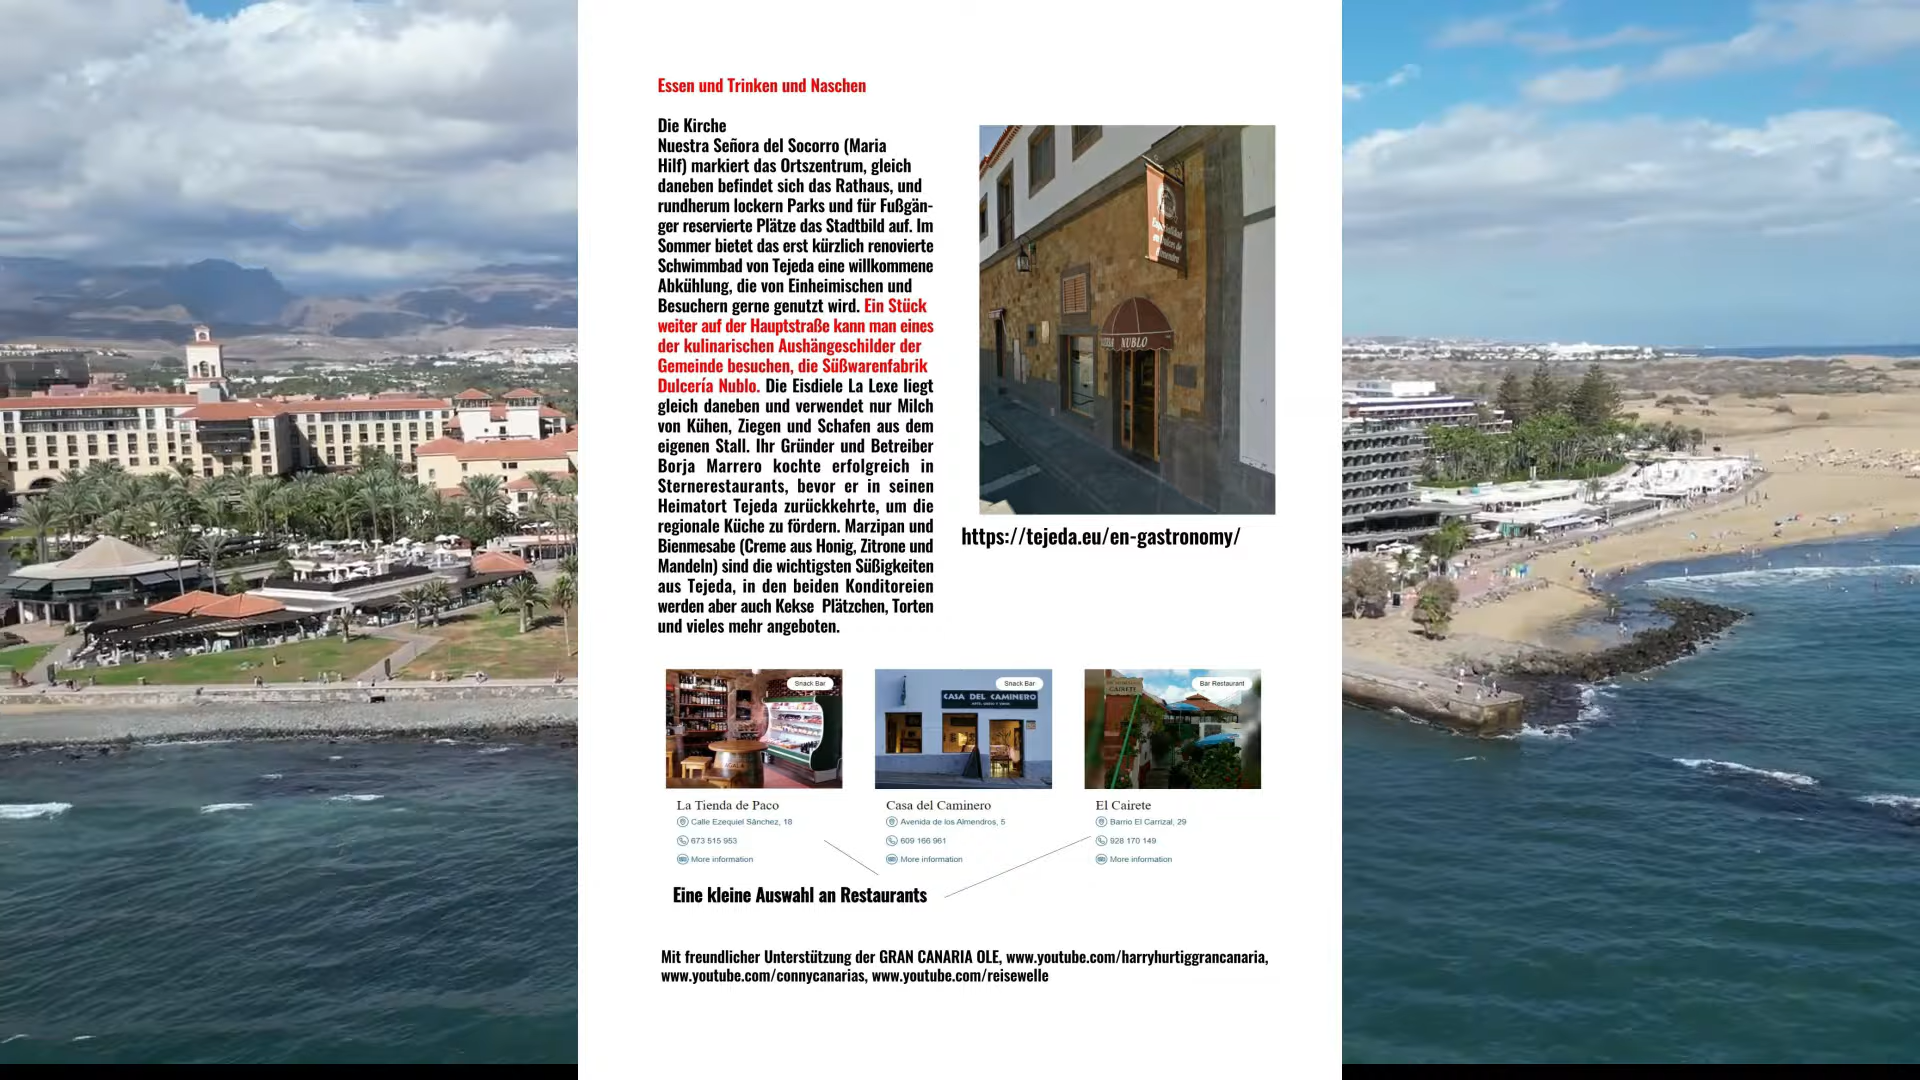 Essen und Trinken und Naschen
Die Kirche
Nuestra Señora del Socorro (Maria
Hilf) markiert das Ortszentrum, gleich
daneben befindet sich das Rathaus, und
rundherum lockern Parks und für Fußgän-
ger reservierte Plätze das Stadtbild auf. Im
Sommer bietet das erst kürzlich renovierte
Schwimmbad von Tejeda eine willkommene
Abkühlung, die von Einheimischen und
Besuchern gerne genutzt wird. Ein Stück
weiter auf der Hauptstraße kann man eines
der kulinarischen Aushängeschilder der
Gemeinde besuchen, die Süßwarenfabrik
Dulcería Nublo. Die Eisdiele La Lexe liegt
gleich daneben und verwendet nur Milch
von Kühen, Ziegen und Schafen aus dem
eigenen Stall. Ihr Gründer und Betreiber
Borja Marrero kochte erfolgreich in
Sternerestaurants, bevor er in seinen
Heimatort Tejeda zurückkehrte, um die
regionale Küche zu fördern. Marzipan und
Bienmesabe (Creme aus Honig, Zitrone und
Mandeln) sind die wichtigsten Süßigkeiten
aus Tejeda, in den beiden Konditoreien
werden aber auch Kekse Plätzchen, Torten
und vieles mehr angeboten.
NUBLO
https://tejeda.eu/en-gastronomy/
Snack Bar
Snack Bar
CASA DEL CAMINERO
Bar Restaurant
CAIRETE
La Tienda de Paco
Calle Ezequiel Sánchez, 18
673 515 953
More information
Casa del Caminero
Avenida de los Almendros, 5
609 166 961
More information
El Cairete
Barrio El Carrizal, 29
928 170 149
More information
Eine kleine Auswahl an Restaurants
Mit freundlicher Unterstützung der GRAN CANARIA OLE, www.youtube.com/harryhurtiggrancanaria,
www.youtube.com/connycanarias, www.youtube.com/reisewelle